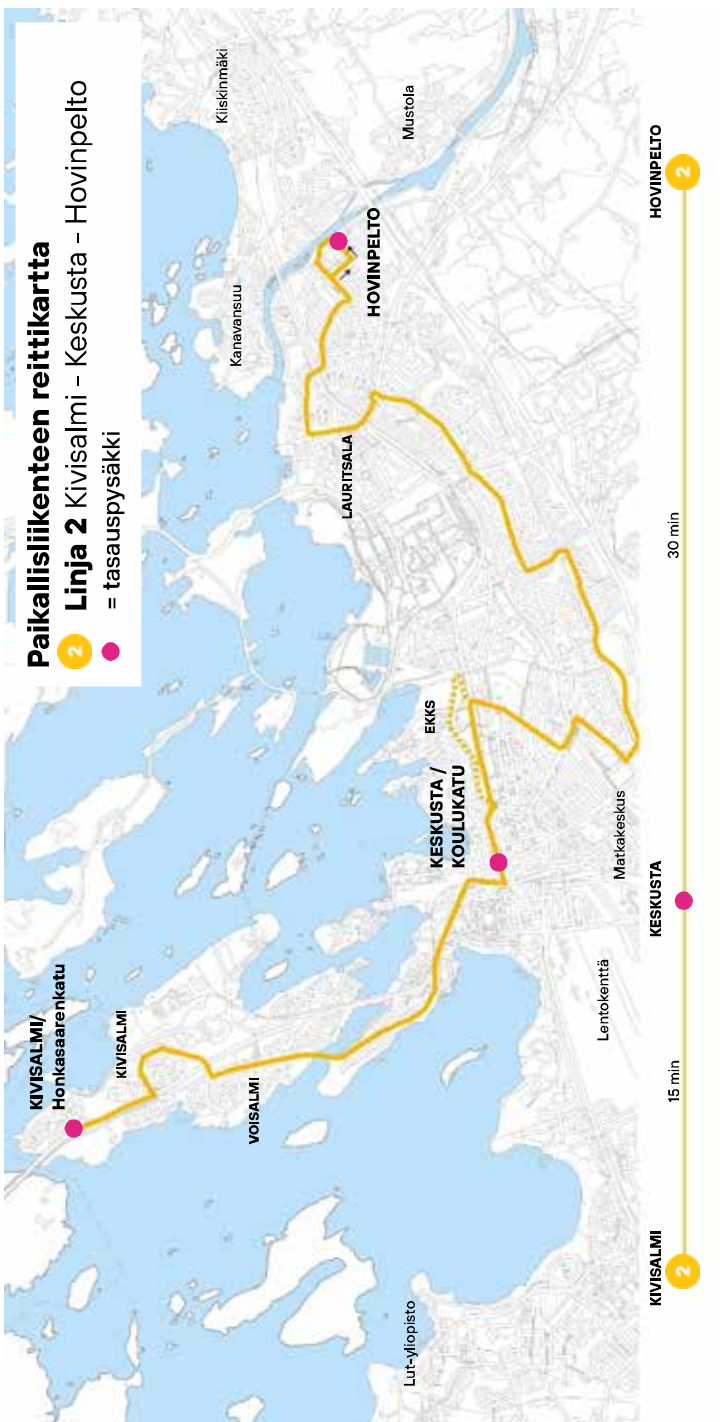 Paikallisliikenteen reittikartta
2 Linja 2 Kivisalmi - Keskusta - Hovinpelto
= tasauspysäkki
KIVISALMI/
Honkasaarenkatu
KIVISALMI
VOISALMI
Lut-yliopisto
KESKUSTA /
KOULUKATU
EKKS
LAURITSALA
Kanavansuu
Kiiskinmäki
Mustola
HOVINPELTO
Lentokenttä
Matkakeskus
KIVISALMI
2
15 min
KESKUSTA
30 min
HOVINPELTO
2